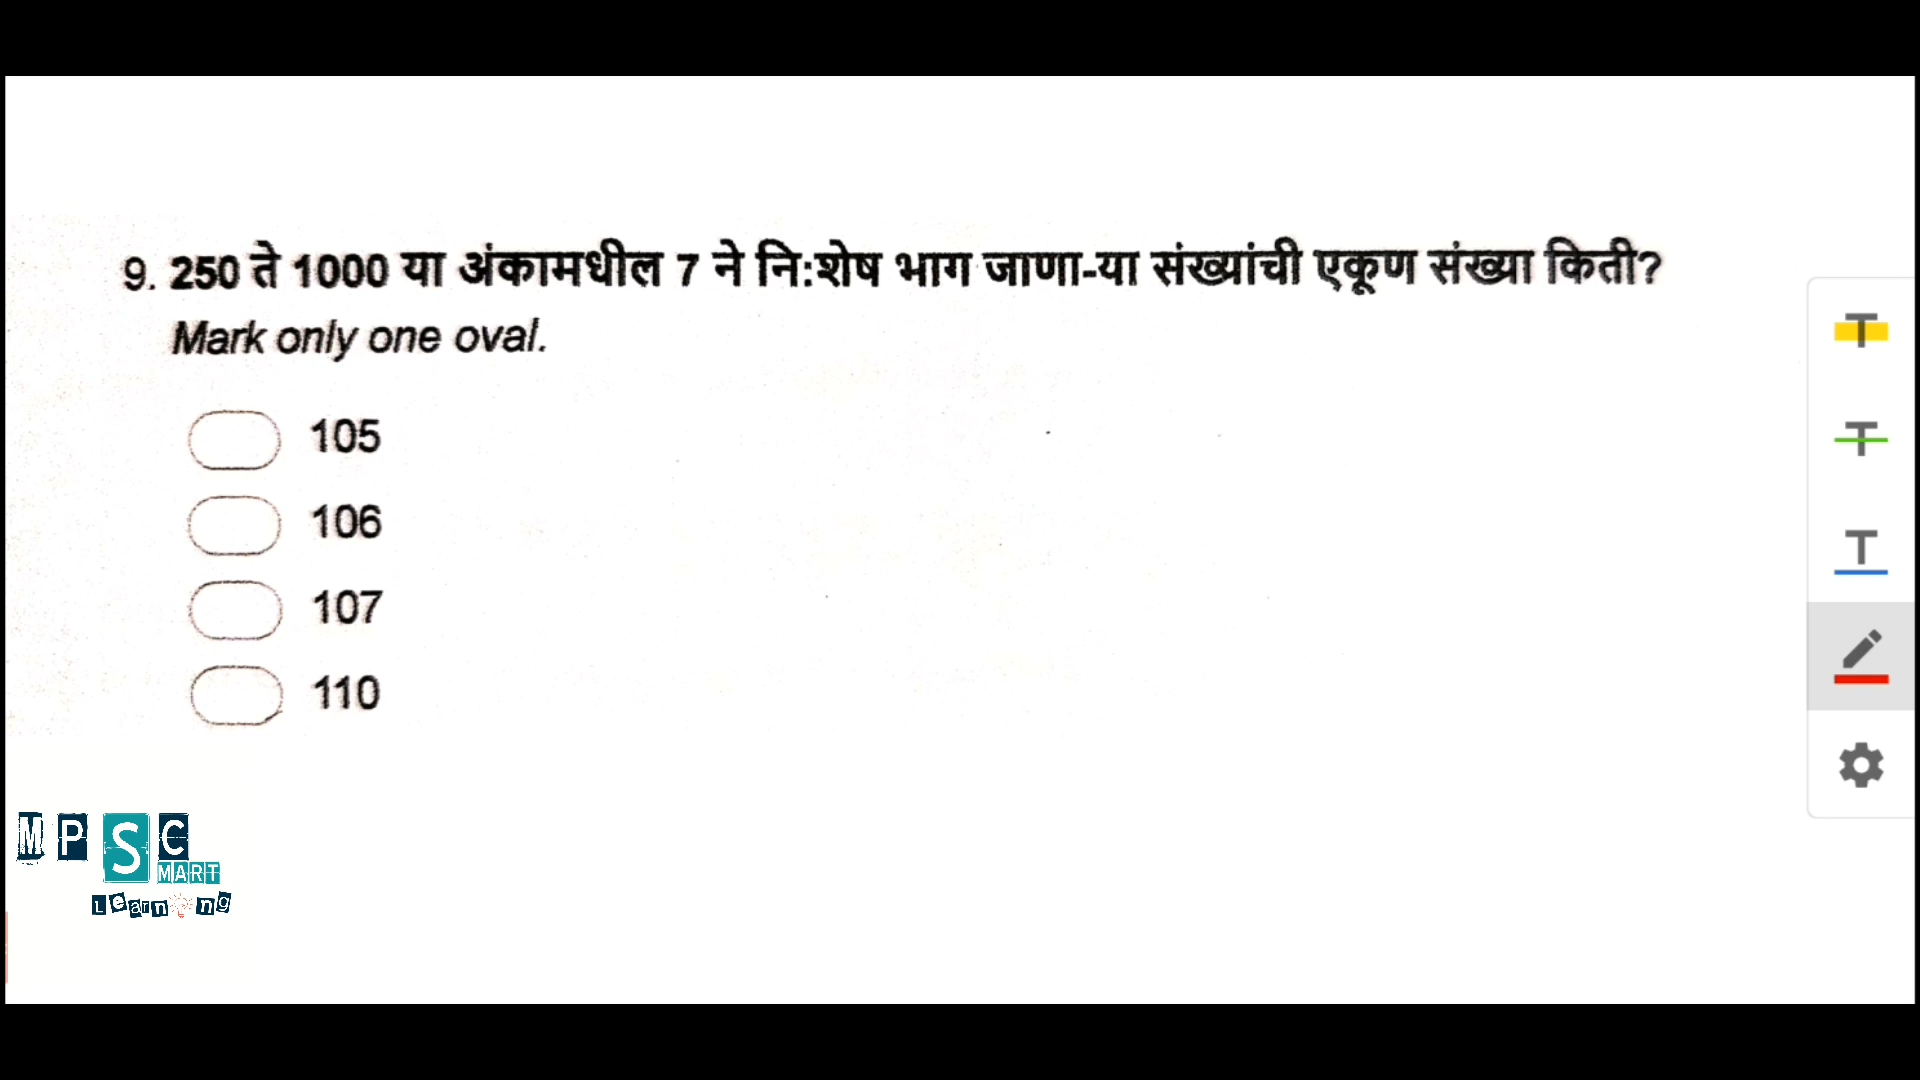 9. 250 ते 1000 या अंकामधील 7 ने नि:शेष भाग जाणा-या संख्यांची एकूण संख्या किती?
Mark only one oval.
105
106
107
110
MPSC
MART
Learning
T
T
T